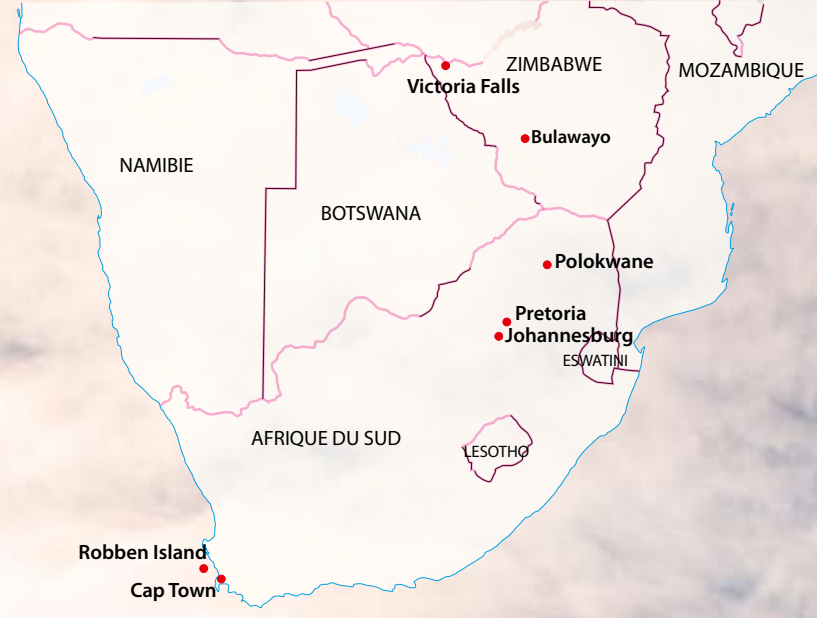 ZIMBABWE
MOZAMBIQUE
Victoria Falls
Bulawayo
NAMIBIE
BOTSWANA
Polokwane
Pretoria
Johannesburg
ESWATINI
AFRIQUE DU SUD
LESOTHO
Robben Island
Cap Town